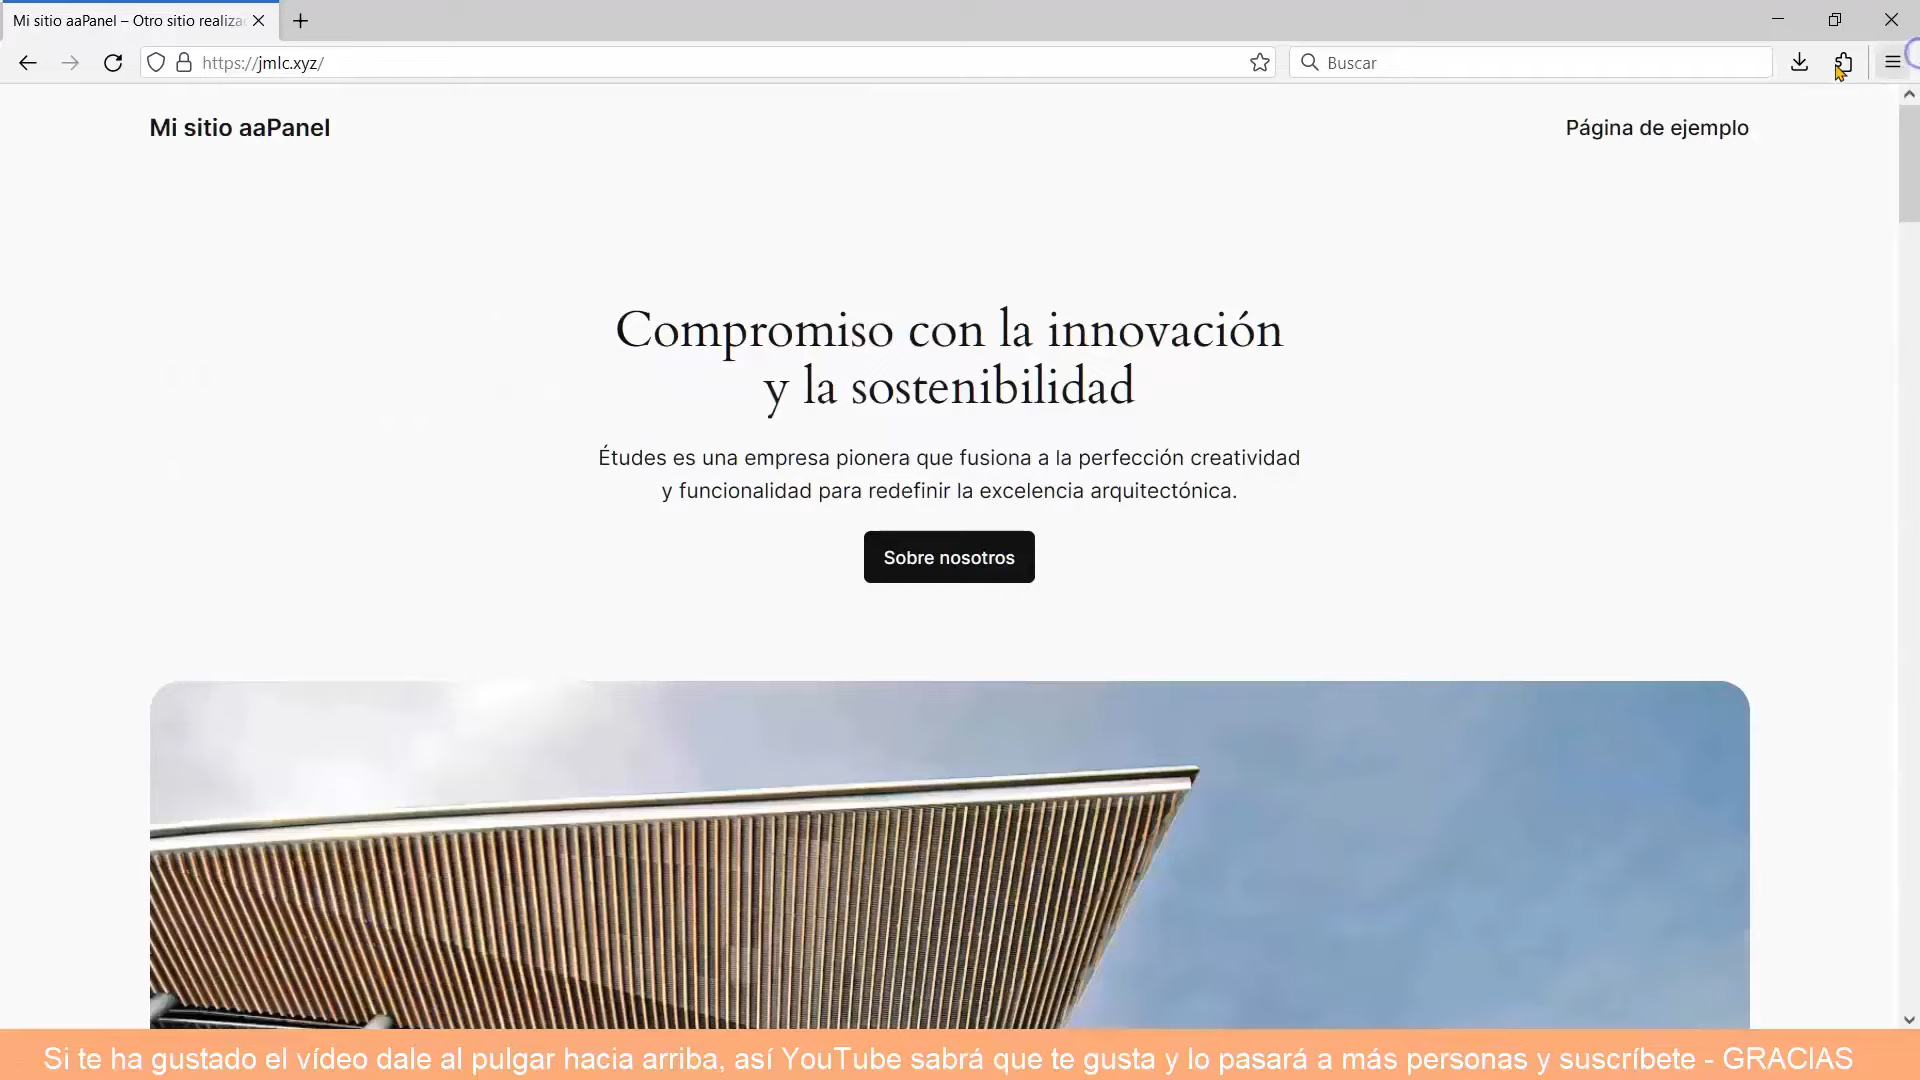 Mi sitio aaPanel – Otro sitio realiza
https://jmlc.xyz/
Buscar
Mi sitio aaPanel
Página de ejemplo
Compromiso con la innovación
y la sostenibilidad
Études es una empresa pionera que fusiona a la perfección creatividad
y funcionalidad para redefinir la excelencia arquitectónica.
Sobre nosotros
Si te ha gustado el vídeo dale al pulgar hacia arriba, así YouTube sabrá que te gusta y lo pasará a más personas y suscríbete - GRACIAS